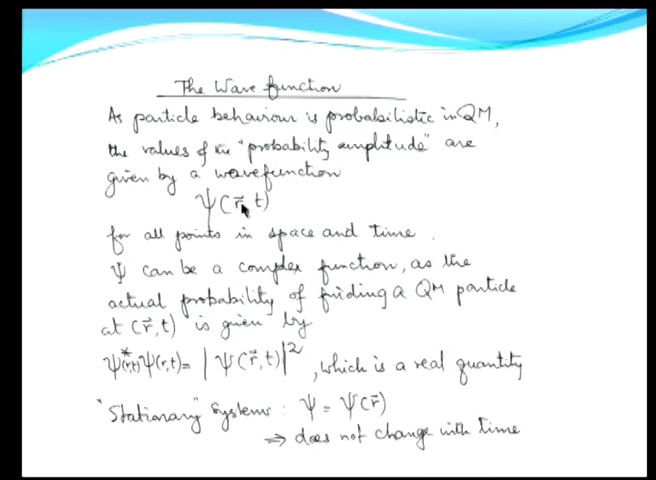 The Wave function
As particle behaviour is probabilistic in QM,
the values of the "probability amplitude" are
given by a wavefunction
Ψ(r⃗, t)
for all points in space and time.
Ψ can be a complex function, as the
actual probability of finding a QM particle
at (r⃗, t) is given by
Ψ*(r,t)Ψ(r,t) = |Ψ(r⃗, t)|², which is a real quantity
"Stationary" systems: Ψ = Ψ(r⃗)
⇒ does not change with time